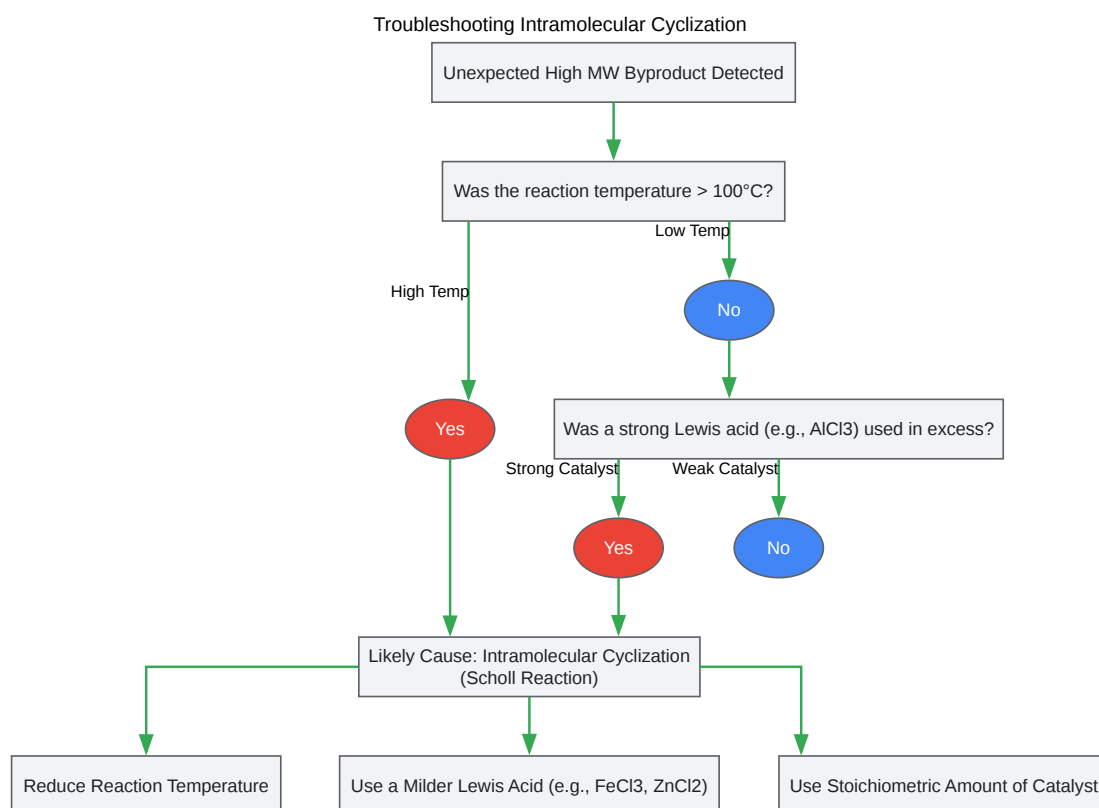 Troubleshooting Intramolecular Cyclization
Unexpected High MW Byproduct Detected
Was the reaction temperature > 100°C?
Low Temp
High Temp
No
Yes
Was a strong Lewis acid (e.g., AlCl3) used in excess?
Strong Catalyst
Weak Catalyst
Yes
No
Likely Cause: Intramolecular Cyclization
(Scholl Reaction)
Reduce Reaction Temperature
Use a Milder Lewis Acid (e.g., FeCl3, ZnCl2)
Use Stoichiometric Amount of Catalyst